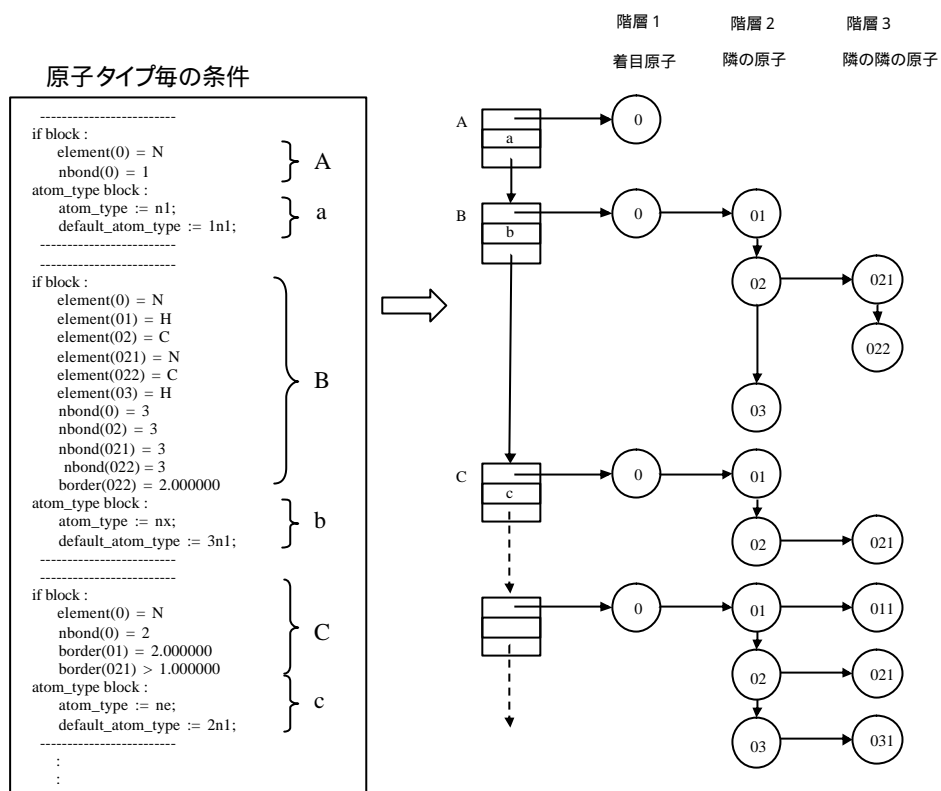 原子タイプ毎の条件
-------------------------
if block :
element(0) = N
nbond(0) = 1
A
atom_type block :
atom_type := n1;
default_atom_type := 1n1;
a
-------------------------
-------------------------
if block :
element(0) = N
element(01) = H
element(02) = C
element(021) = N
element(022) = C
element(03) = H
nbond(0) = 3
nbond(02) = 3
nbond(021) = 3
nbond(022) = 3
border(022) = 2.000000
B
atom_type block :
atom_type := nx;
default_atom_type := 3n1;
b
-------------------------
-------------------------
if block :
element(0) = N
nbond(0) = 2
border(01) = 2.000000
border(021) > 1.000000
C
atom_type block :
atom_type := ne;
default_atom_type := 2n1;
c
-------------------------
:
:
階層 1 階層 2 階層 3
着目原子 隣の原子 隣の隣の原子
A
a
0
B
b
0 01
02 021
022
03
C
c
0 01
02 021
0 01 011
02 021
03 031